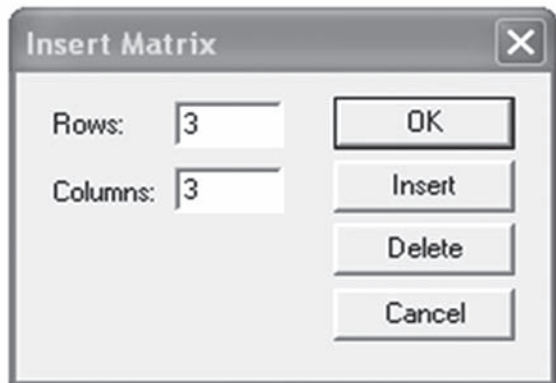 Insert Matrix
Rows: 3
OK
Columns: 3
Insert
Delete
Cancel